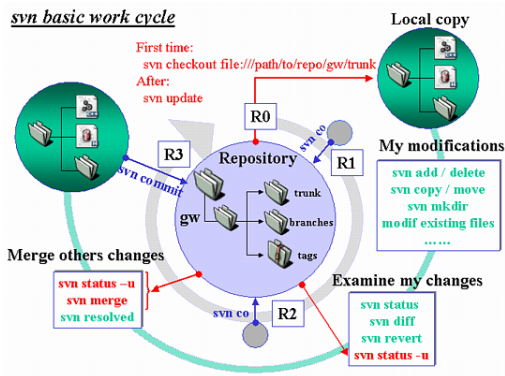 svn basic work cycle
Local copy
First time:
svn checkout file:///path/to/repo/gw/trunk
After:
svn update
R0
svn co
R3
R1
Repository
svn commit
My modifications
svn add / delete
svn copy / move
svn mkdir
modif existing files
......
gw
trunk
branches
tags
Merge others changes
svn status –u
svn merge
svn resolved
Examine my changes
svn status
svn diff
svn revert
svn status -u
R2
svn co